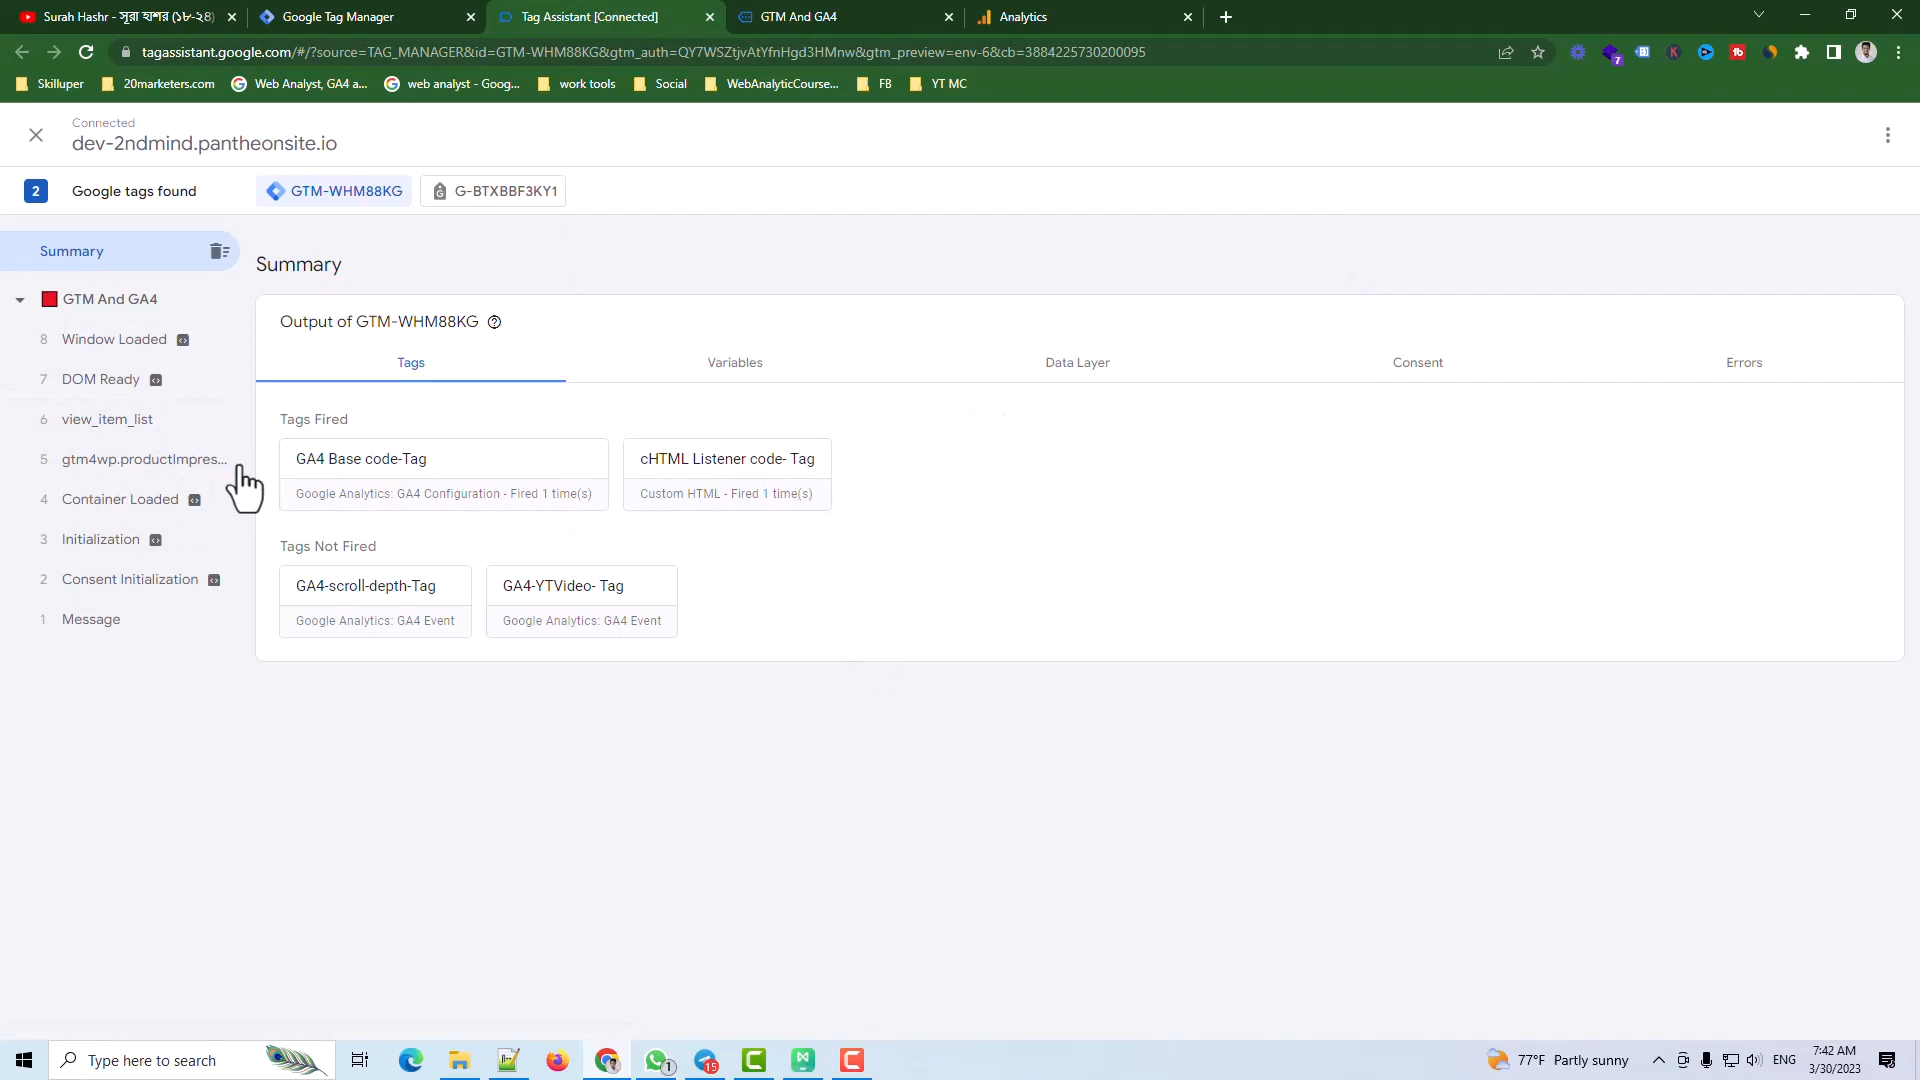 Surah Hashr - সূরা হাশর (১৮-২৪)
Google Tag Manager
Tag Assistant [Connected]
GTM And GA4
Analytics
tagassistant.google.com/#/?source=TAG_MANAGER&id=GTM-WHM88KG&gtm_auth=QY7WSZtjvAtYfnHgd3HMnw&gtm_preview=env-6&cb=3884225730200095
7
K
fb
Skilluper
20marketers.com
Web Analyst, GA4 a...
web analyst - Goog...
work tools
Social
WebAnalyticCourse...
FB
YT MC
Connected
dev-2ndmind.pantheonsite.io
2 Google tags found
GTM-WHM88KG
G-BTXBBF3KY1
Summary
GTM And GA4
8 Window Loaded
7 DOM Ready
6 view_item_list
5 gtm4wp.productImpres...
4 Container Loaded
3 Initialization
2 Consent Initialization
1 Message
Summary
Output of GTM-WHM88KG
Tags
Variables
Data Layer
Consent
Errors
Tags Fired
GA4 Base code-Tag
Google Analytics: GA4 Configuration - Fired 1 time(s)
cHTML Listener code- Tag
Custom HTML - Fired 1 time(s)
Tags Not Fired
GA4-scroll-depth-Tag
Google Analytics: GA4 Event
GA4-YTVideo- Tag
Google Analytics: GA4 Event
Type here to search
1
15
77°F Partly sunny
ENG
7:42 AM
3/30/2023